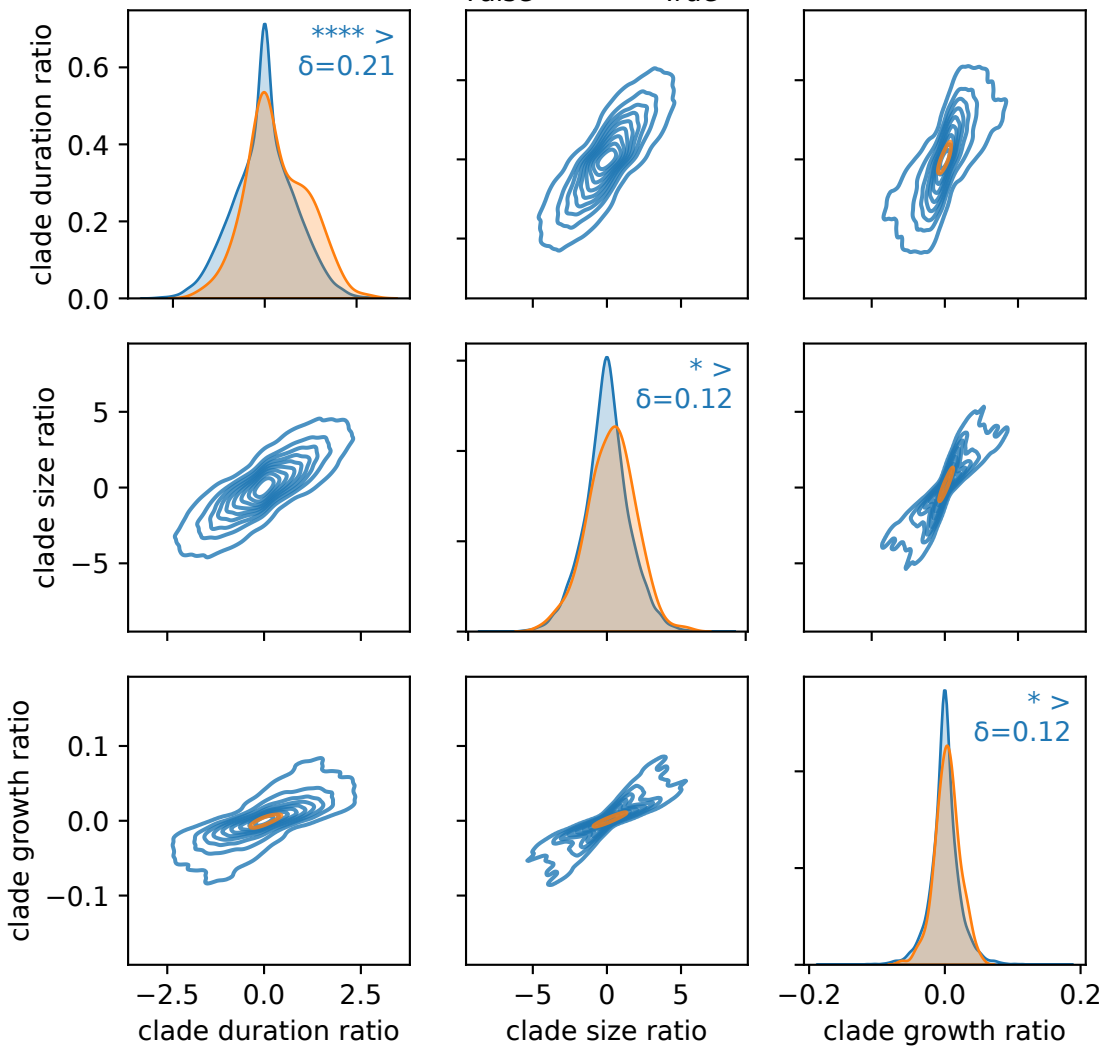 **** >
δ=0.21
clade duration ratio
0.6
0.4
0.2
0.0
* >
δ=0.12
clade size ratio
5
0
−5
* >
δ=0.12
clade growth ratio
0.1
0.0
−0.1
−2.5 0.0 2.5
−5 0 5
−0.2 0.0 0.2
clade duration ratio
clade size ratio
clade growth ratio